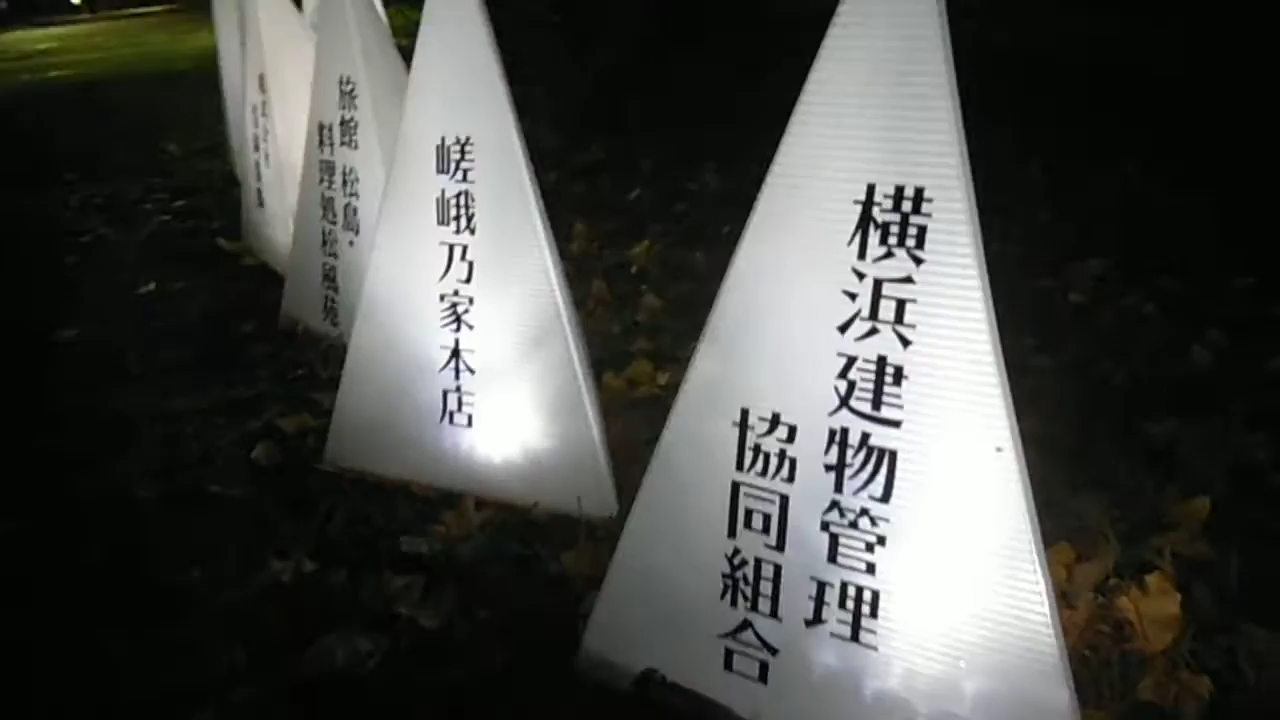 横浜建物管理
協同組合
嵯峨乃家本店
旅館 松島・
料理処松風苑